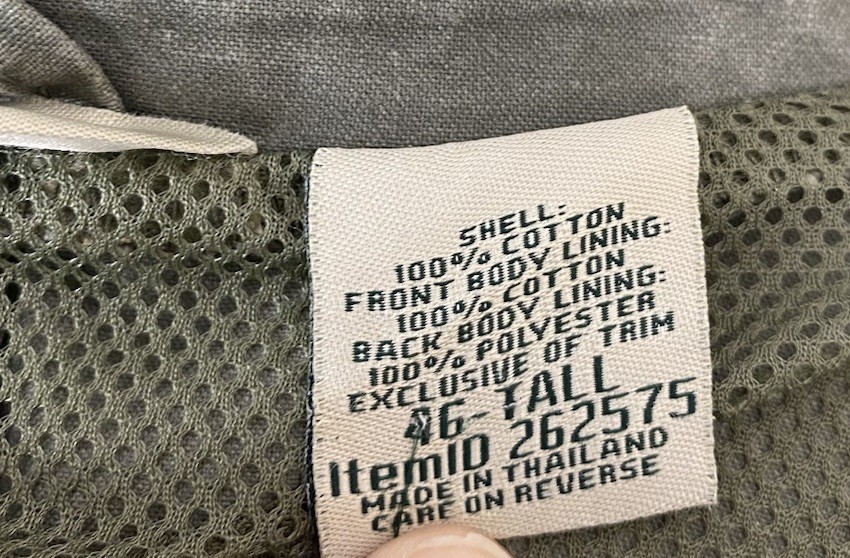 SHELL:
100% COTTON
FRONT BODY LINING:
100% COTTON
BACK BODY LINING:
100% POLYESTER
EXCLUSIVE OF TRIM
46-TALL
ItemID 262575
MADE IN THAILAND
CARE ON REVERSE